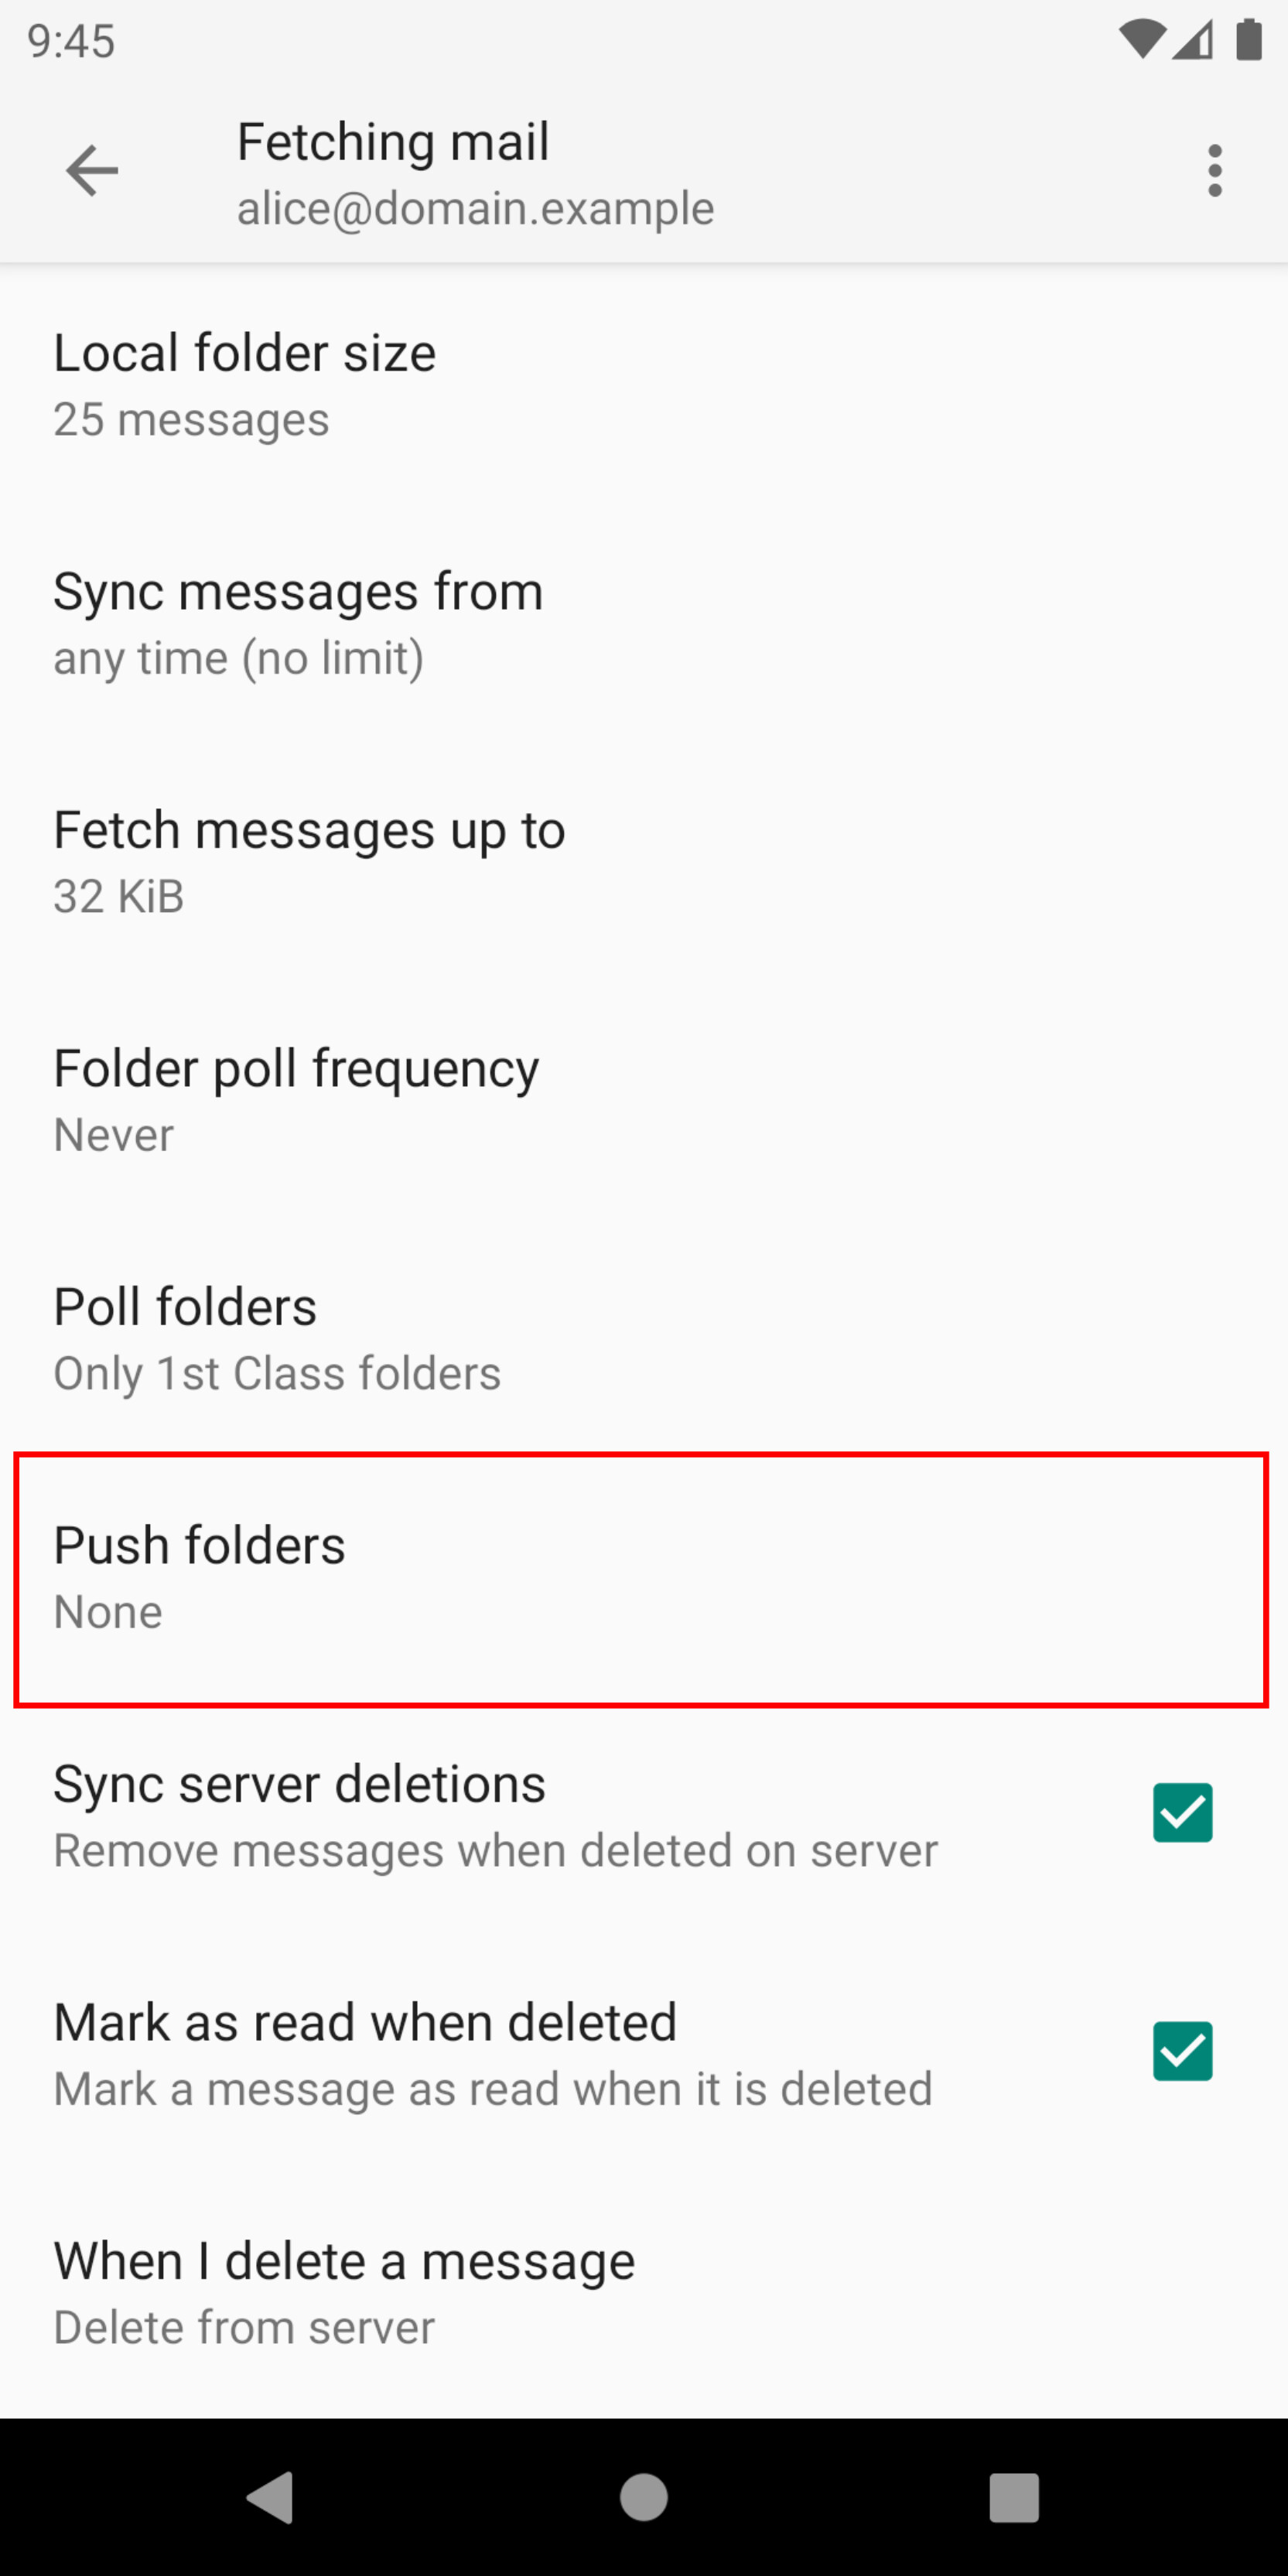 9:45
Fetching mail
alice@domain.example
Local folder size
25 messages
Sync messages from
any time (no limit)
Fetch messages up to
32 KiB
Folder poll frequency
Never
Poll folders
Only 1st Class folders
Push folders
None
Sync server deletions
Remove messages when deleted on server
Mark as read when deleted
Mark a message as read when it is deleted
When I delete a message
Delete from server